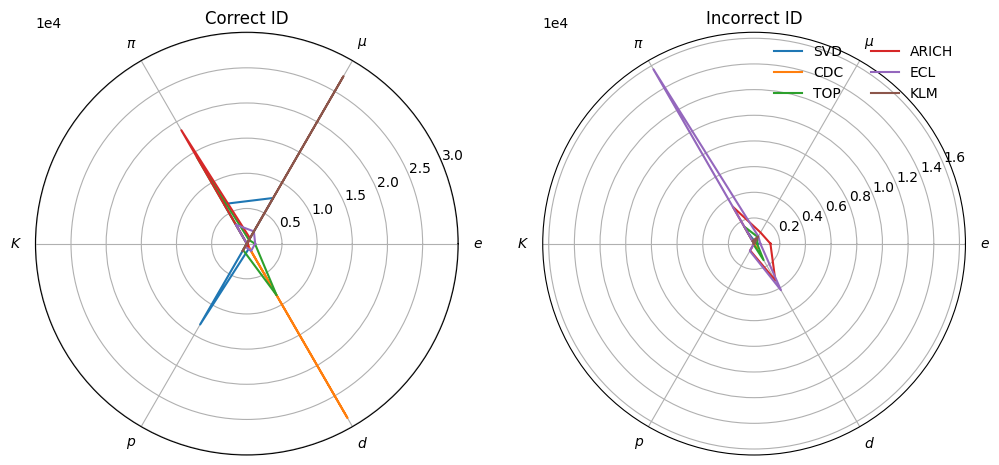 Correct ID
1e4
e
μ
π
K
p
d
0.5
1.0
1.5
2.0
2.5
3.0
Incorrect ID
1e4
e
μ
π
K
p
d
0.2
0.4
0.6
0.8
1.0
1.2
1.4
1.6
SVD
CDC
TOP
ARICH
ECL
KLM